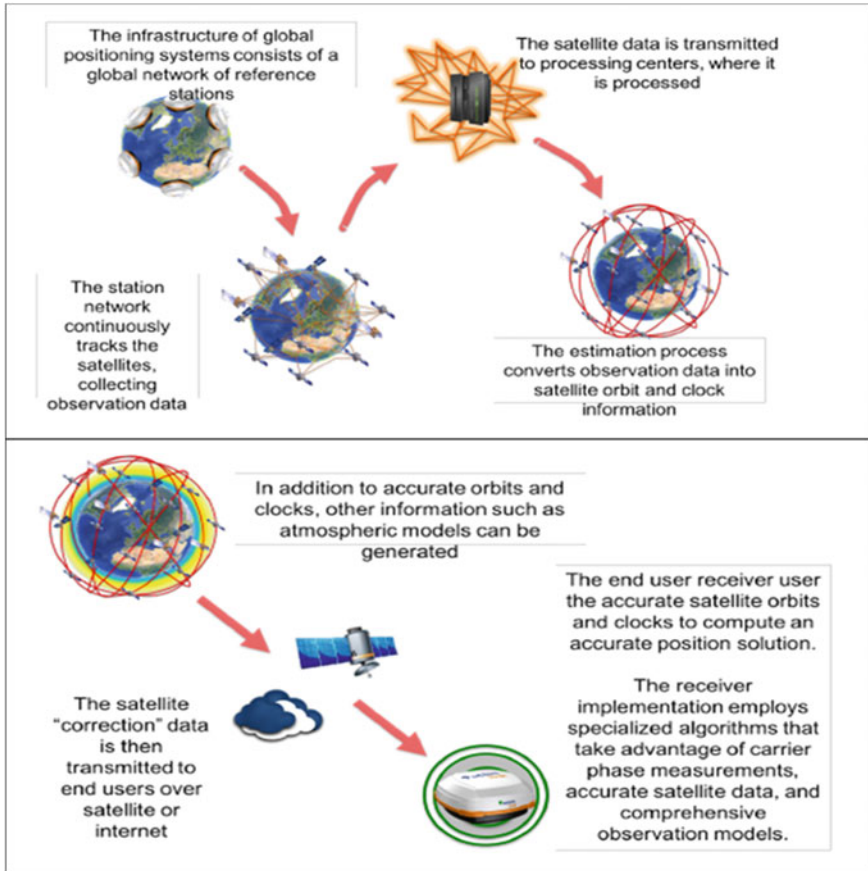 The infrastructure of global
positioning systems consists of a
global network of reference
stations
The satellite data is transmitted
to processing centers, where it
is processed
The station
network
continuously
tracks the
satellites,
collecting
observation data
The estimation process
converts observation data into
satellite orbit and clock
information
In addition to accurate orbits and
clocks, other information such as
atmospheric models can be
generated
The end user receiver user
the accurate satellite orbits
and clocks to compute an
accurate position solution.
The receiver
implementation employs
specialized algorithms that
take advantage of carrier
phase measurements,
accurate satellite data, and
comprehensive
observation models.
The satellite
“correction” data
is then
transmitted to
end users over
satellite or
internet